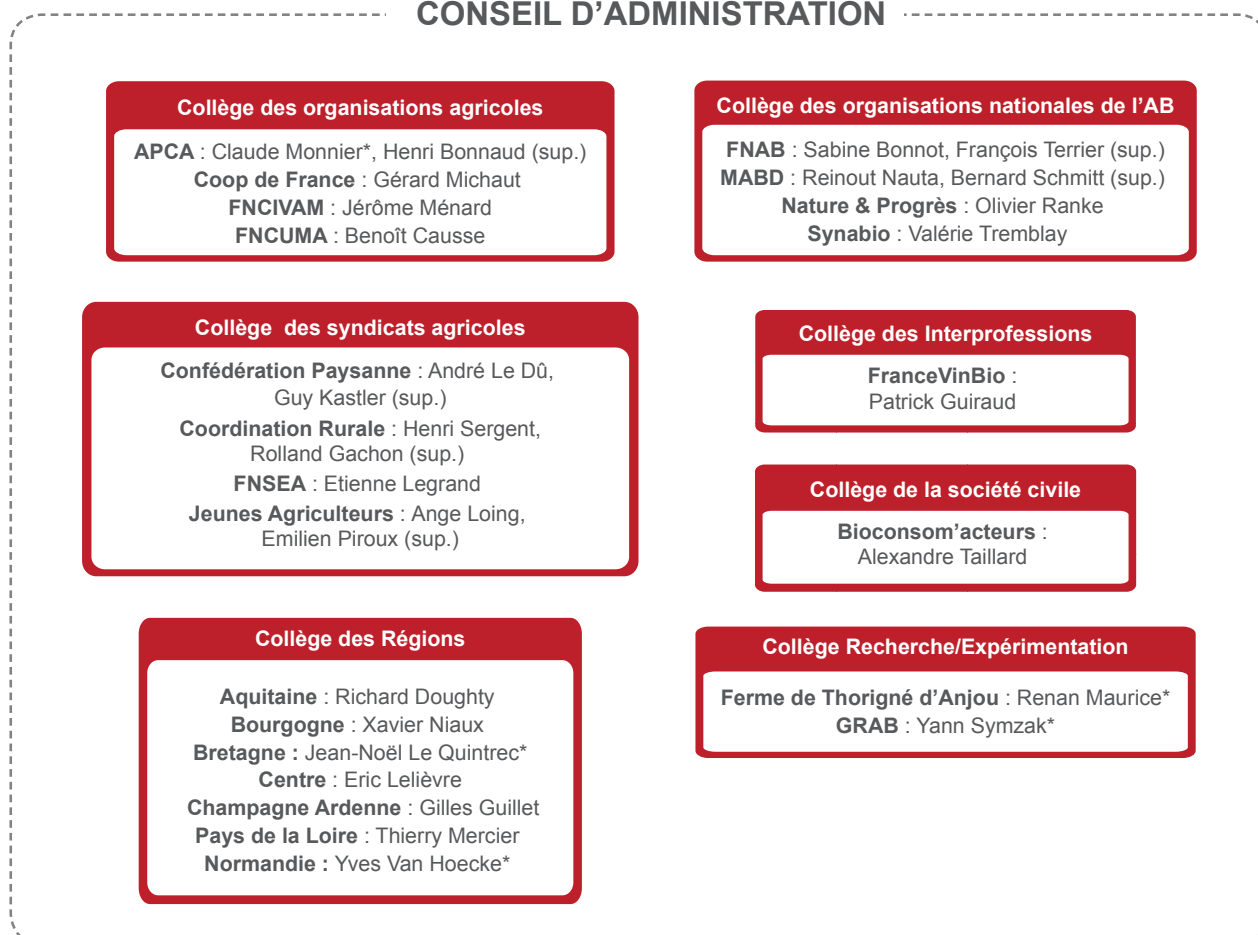 CONSEIL D’ADMINISTRATION
Collège des organisations agricoles
APCA : Claude Monnier*, Henri Bonnaud (sup.)
Coop de France : Gérard Michaut
FNCIVAM : Jérôme Ménard
FNCUMA : Benoît Causse
Collège des organisations nationales de l’AB
FNAB : Sabine Bonnot, François Terrier (sup.)
MABD : Reinout Nauta, Bernard Schmitt (sup.)
Nature & Progrès : Olivier Ranke
Synabio : Valérie Tremblay
Collège des syndicats agricoles
Confédération Paysanne : André Le Dû,
Guy Kastler (sup.)
Coordination Rurale : Henri Sergent,
Rolland Gachon (sup.)
FNSEA : Etienne Legrand
Jeunes Agriculteurs : Ange Loing,
Emilien Piroux (sup.)
Collège des Interprofessions
FranceVinBio :
Patrick Guiraud
Collège de la société civile
Bioconsom’acteurs :
Alexandre Taillard
Collège des Régions
Aquitaine : Richard Doughty
Bourgogne : Xavier Niaux
Bretagne : Jean-Noël Le Quintrec*
Centre : Eric Lelièvre
Champagne Ardenne : Gilles Guillet
Pays de la Loire : Thierry Mercier
Normandie : Yves Van Hoecke*
Collège Recherche/Expérimentation
Ferme de Thorigné d’Anjou : Renan Maurice*
GRAB : Yann Symzak*